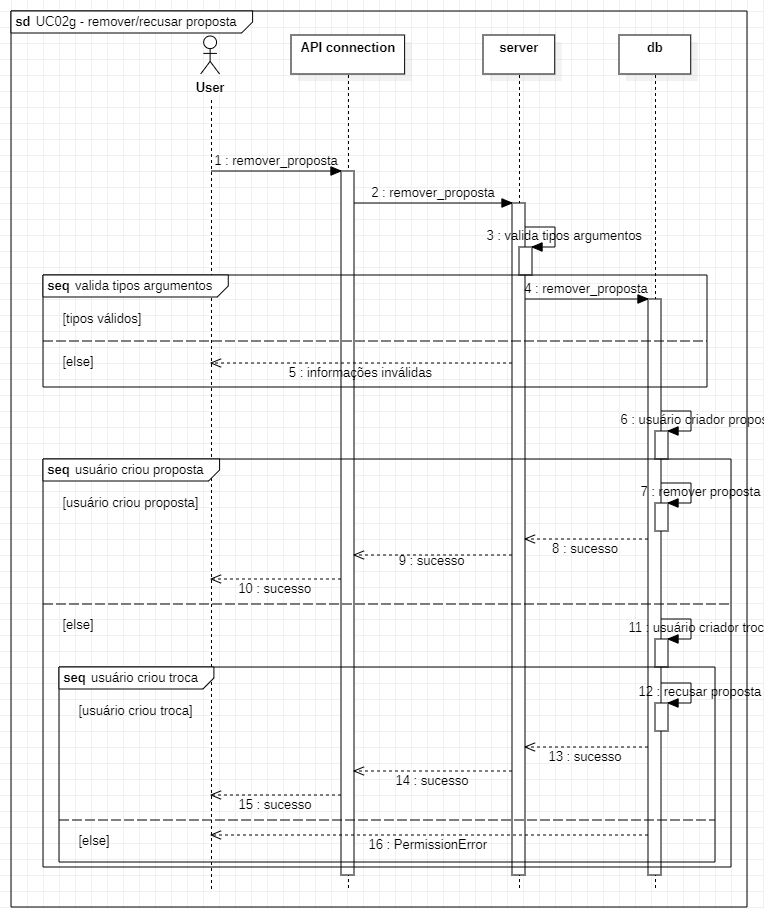 sd UC02g - remover/recusar proposta
User
API connection
server
db
1 : remover_proposta
2 : remover_proposta
3 : valida tipos argumentos
seq valida tipos argumentos
4 : remover_proposta
[tipos válidos]
[else]
5 : informações inválidas
6 : usuário criador propos
seq usuário criou proposta
7 : remover proposta
[usuário criou proposta]
8 : sucesso
9 : sucesso
10 : sucesso
[else]
11 : usuário criador troc
seq usuário criou troca
12 : recusar proposta
[usuário criou troca]
13 : sucesso
14 : sucesso
15 : sucesso
[else]
16 : PermissionError